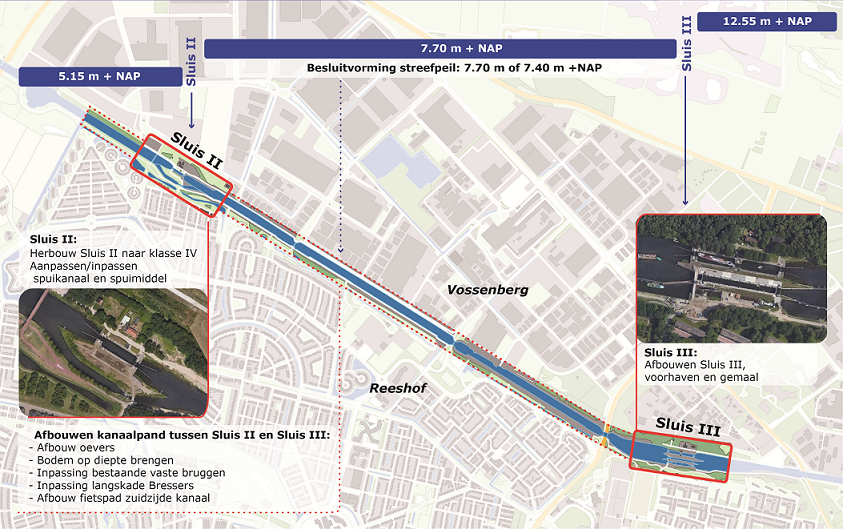 12.55 m + NAP
Sluis III
7.70 m + NAP
Sluis II
5.15 m + NAP
Besluitvorming streefpeil: 7.70 m of 7.40 m +NAP
Sluis II
Sluis II:
Herbouw Sluis II naar klasse IV
Aanpassen/inpassen
spuikanaal en spuimiddel
Vossenberg
Reeshof
Sluis III:
Afbouwen Sluis III,
voorhaven en gemaal
Sluis III
Afbouwen kanaalpand tussen Sluis II en Sluis III:
- Afbouw oevers
- Bodem op diepte brengen
- Inpassing bestaande vaste bruggen
- Inpassing langskade Bressers
- Afbouw fietspad zuidzijde kanaal